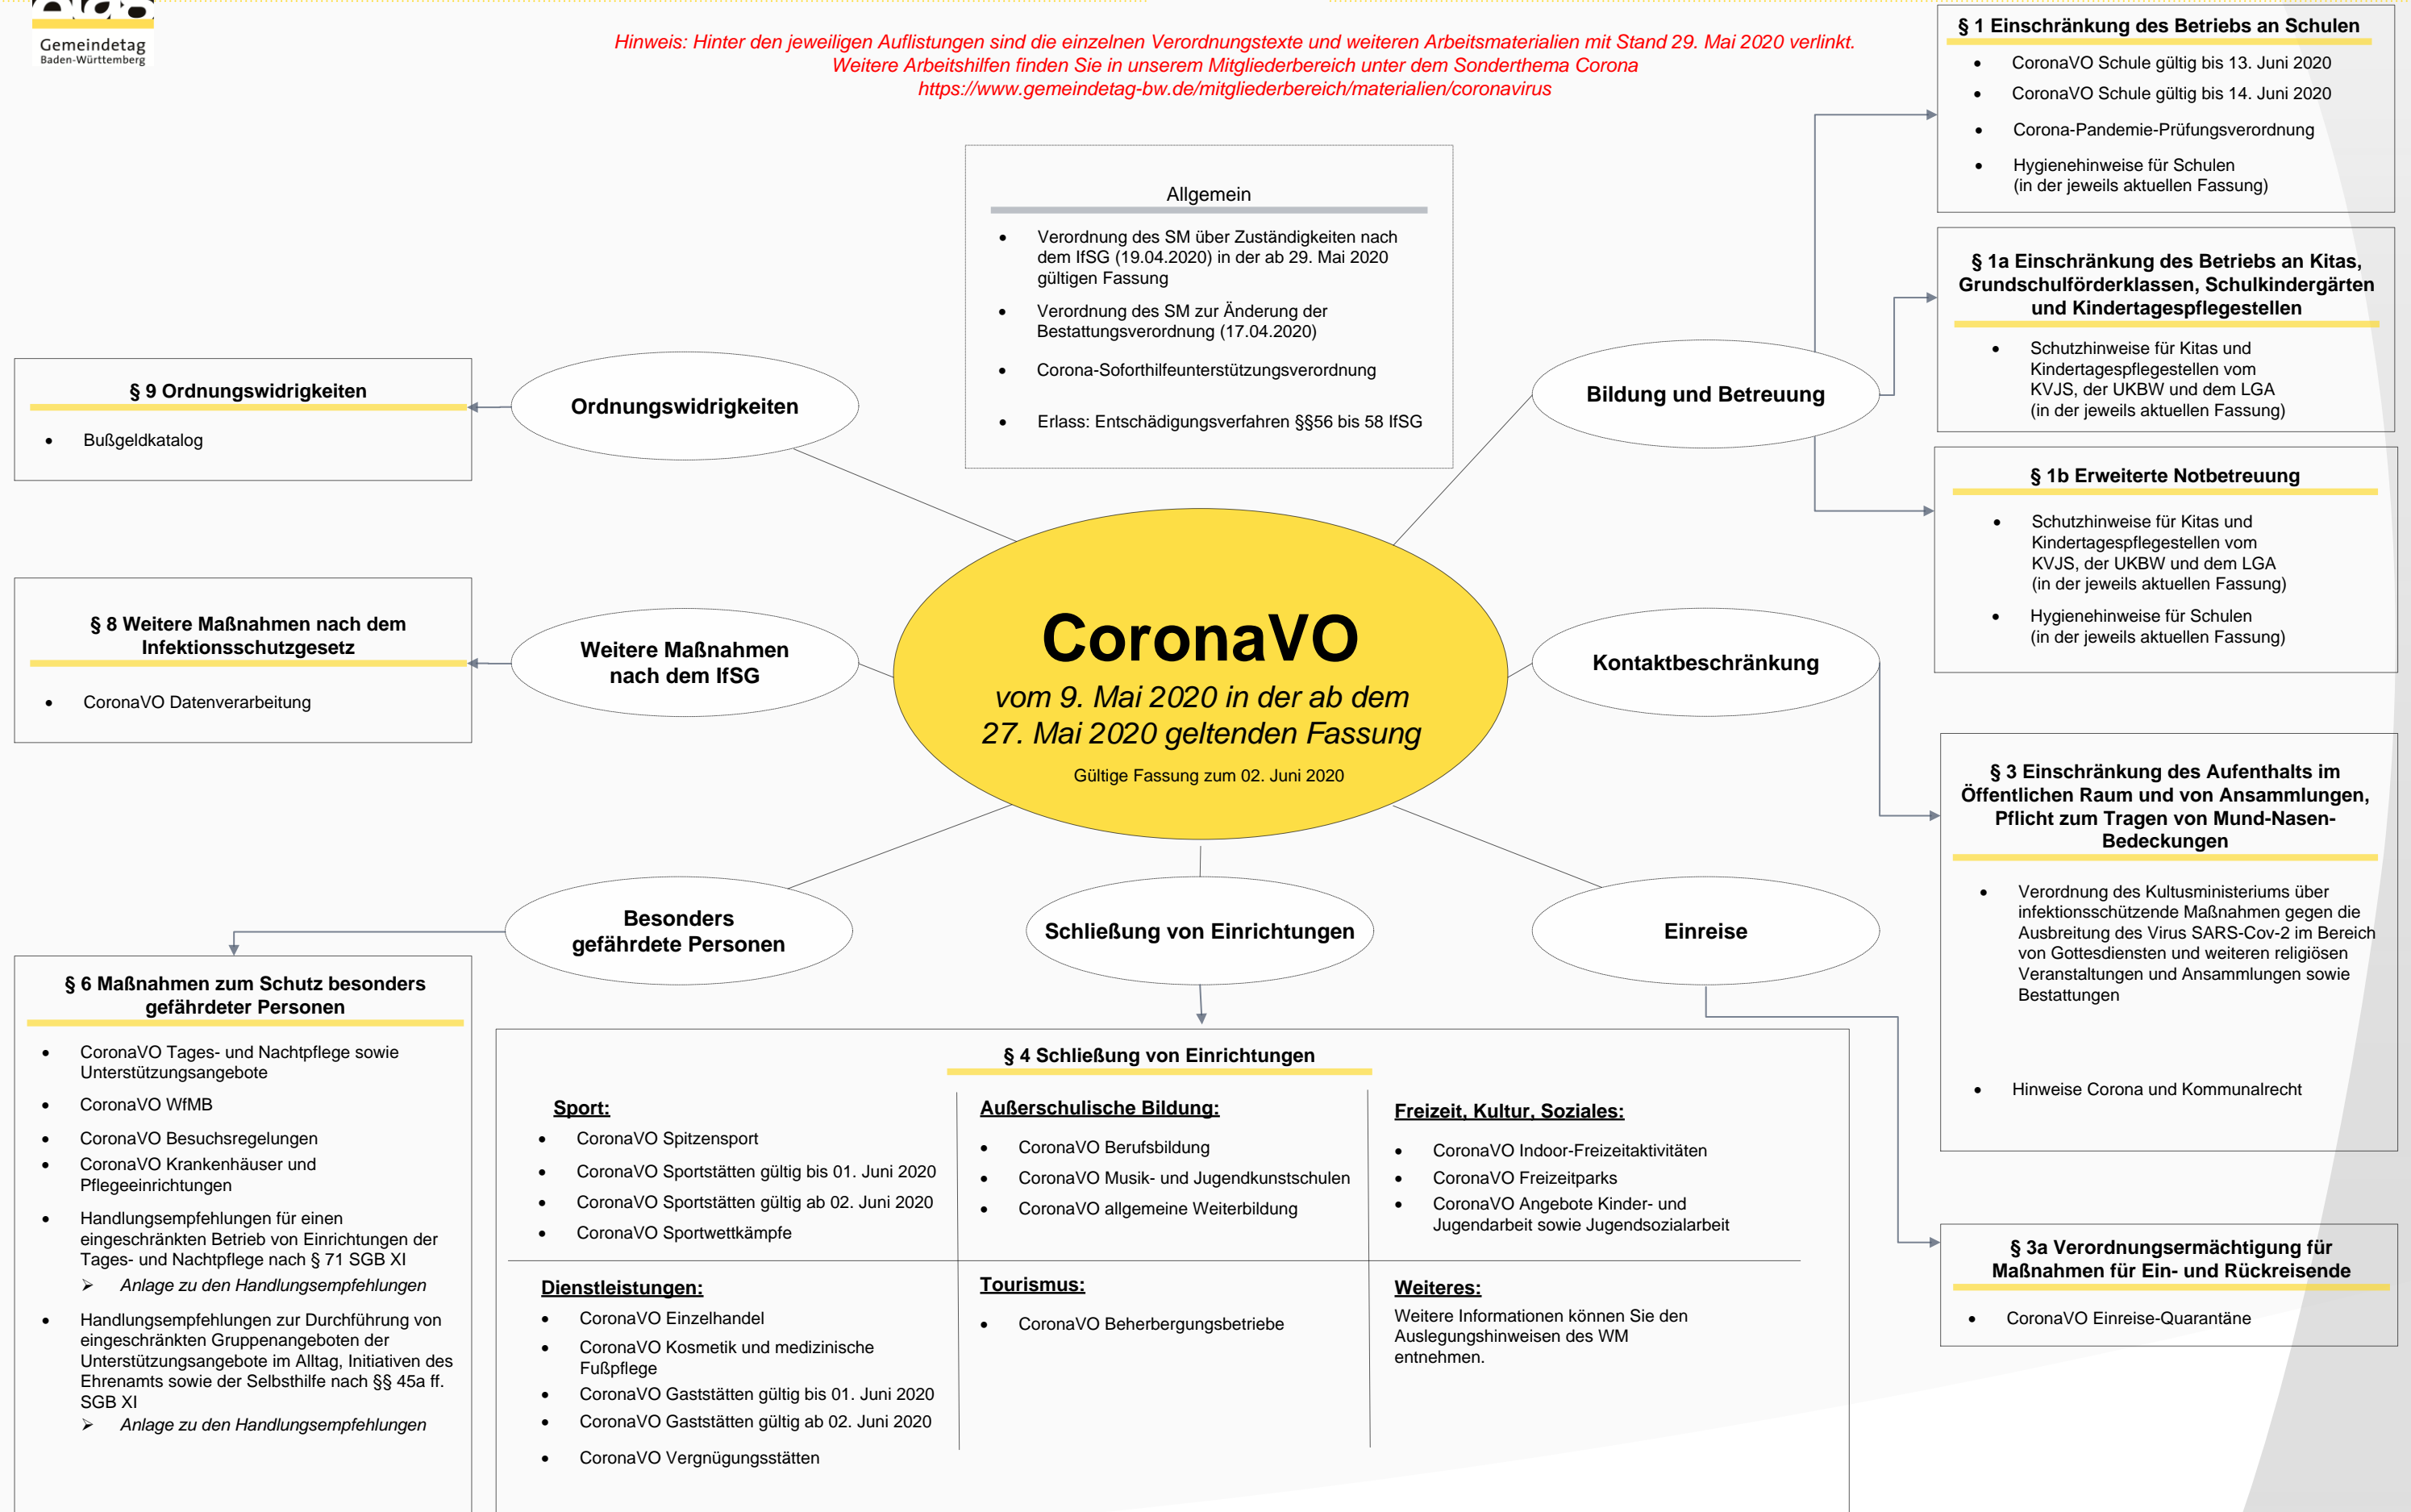 Gemeindetag
Baden-Württemberg
Hinweis: Hinter den jeweiligen Auflistungen sind die einzelnen Verordnungstexte und weiteren Arbeitsmaterialien mit Stand 29. Mai 2020 verlinkt.
Weitere Arbeitshilfen finden Sie in unserem Mitgliederbereich unter dem Sonderthema Corona
https://www.gemeindetag-bw.de/mitgliederbereich/materialien/coronavirus
Allgemein
• Verordnung des SM über Zuständigkeiten nach
dem IfSG (19.04.2020) in der ab 29. Mai 2020
gültigen Fassung
• Verordnung des SM zur Änderung der
Bestattungsverordnung (17.04.2020)
• Corona-Soforthilfeunterstützungsverordnung
• Erlass: Entschädigungsverfahren §§56 bis 58 IfSG
§ 1 Einschränkung des Betriebs an Schulen
• CoronaVO Schule gültig bis 13. Juni 2020
• CoronaVO Schule gültig bis 14. Juni 2020
• Corona-Pandemie-Prüfungsverordnung
• Hygienehinweise für Schulen
(in der jeweils aktuellen Fassung)
§ 1a Einschränkung des Betriebs an Kitas,
Grundschulförderklassen, Schulkindergärten
und Kindertagespflegestellen
• Schutzhinweise für Kitas und
Kindertagespflegestellen vom
KVJS, der UKBW und dem LGA
(in der jeweils aktuellen Fassung)
§ 1b Erweiterte Notbetreuung
• Schutzhinweise für Kitas und
Kindertagespflegestellen vom
KVJS, der UKBW und dem LGA
(in der jeweils aktuellen Fassung)
• Hygienehinweise für Schulen
(in der jeweils aktuellen Fassung)
Bildung und Betreuung
Ordnungswidrigkeiten
§ 9 Ordnungswidrigkeiten
• Bußgeldkatalog
§ 8 Weitere Maßnahmen nach dem
Infektionsschutzgesetz
• CoronaVO Datenverarbeitung
Weitere Maßnahmen
nach dem IfSG
CoronaVO
vom 9. Mai 2020 in der ab dem
27. Mai 2020 geltenden Fassung
Gültige Fassung zum 02. Juni 2020
Kontaktbeschränkung
§ 3 Einschränkung des Aufenthalts im
Öffentlichen Raum und von Ansammlungen,
Pflicht zum Tragen von Mund-Nasen-
Bedeckungen
• Verordnung des Kultusministeriums über
infektionsschützende Maßnahmen gegen die
Ausbreitung des Virus SARS-Cov-2 im Bereich
von Gottesdiensten und weiteren religiösen
Veranstaltungen und Ansammlungen sowie
Bestattungen
• Hinweise Corona und Kommunalrecht
Besonders
gefährdete Personen
Schließung von Einrichtungen
Einreise
§ 6 Maßnahmen zum Schutz besonders
gefährdeter Personen
• CoronaVO Tages- und Nachtpflege sowie
Unterstützungsangebote
• CoronaVO WfMB
• CoronaVO Besuchsregelungen
• CoronaVO Krankenhäuser und
Pflegeeinrichtungen
• Handlungsempfehlungen für einen
eingeschränkten Betrieb von Einrichtungen der
Tages- und Nachtpflege nach § 71 SGB XI
➢ Anlage zu den Handlungsempfehlungen
• Handlungsempfehlungen zur Durchführung von
eingeschränkten Gruppenangeboten der
Unterstützungsangebote im Alltag, Initiativen des
Ehrenamts sowie der Selbsthilfe nach §§ 45a ff.
SGB XI
➢ Anlage zu den Handlungsempfehlungen
§ 4 Schließung von Einrichtungen
Sport:
• CoronaVO Spitzensport
• CoronaVO Sportstätten gültig bis 01. Juni 2020
• CoronaVO Sportstätten gültig ab 02. Juni 2020
• CoronaVO Sportwettkämpfe
Außerschulische Bildung:
• CoronaVO Berufsbildung
• CoronaVO Musik- und Jugendkunstschulen
• CoronaVO allgemeine Weiterbildung
Freizeit, Kultur, Soziales:
• CoronaVO Indoor-Freizeitaktivitäten
• CoronaVO Freizeitparks
• CoronaVO Angebote Kinder- und
Jugendarbeit sowie Jugendsozialarbeit
Dienstleistungen:
• CoronaVO Einzelhandel
• CoronaVO Kosmetik und medizinische
Fußpflege
• CoronaVO Gaststätten gültig bis 01. Juni 2020
• CoronaVO Gaststätten gültig ab 02. Juni 2020
• CoronaVO Vergnügungsstätten
Tourismus:
• CoronaVO Beherbergungsbetriebe
Weiteres:
Weitere Informationen können Sie den
Auslegungshinweisen des WM
entnehmen.
§ 3a Verordnungsermächtigung für
Maßnahmen für Ein- und Rückreisende
• CoronaVO Einreise-Quarantäne